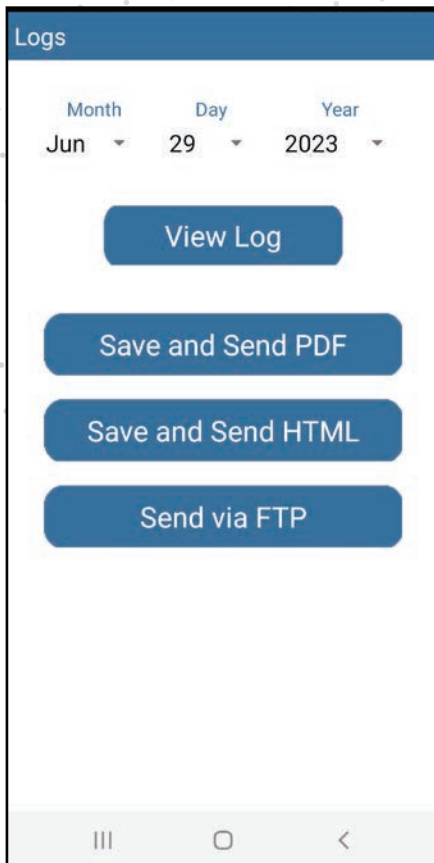 Logs
Month Day Year
Jun 29 2023
View Log
Save and Send PDF
Save and Send HTML
Send via FTP